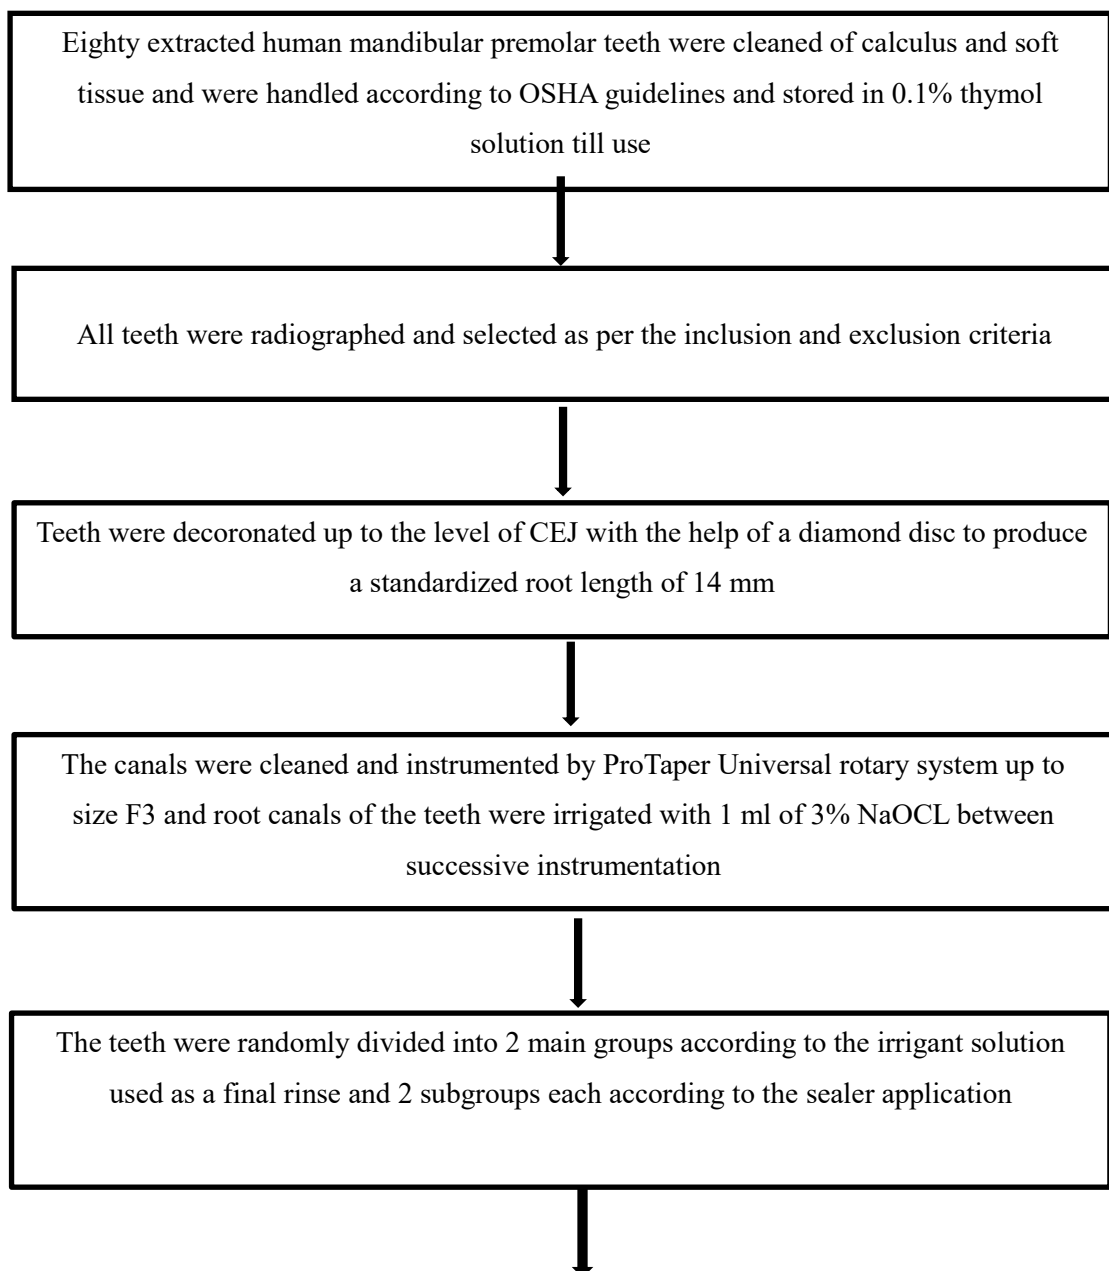 Eighty extracted human mandibular premolar teeth were cleaned of calculus and soft
tissue and were handled according to OSHA guidelines and stored in 0.1% thymol
solution till use
All teeth were radiographed and selected as per the inclusion and exclusion criteria
Teeth were decoronated up to the level of CEJ with the help of a diamond disc to produce
a standardized root length of 14 mm
The canals were cleaned and instrumented by ProTaper Universal rotary system up to
size F3 and root canals of the teeth were irrigated with 1 ml of 3% NaOCL between
successive instrumentation
The teeth were randomly divided into 2 main groups according to the irrigant solution
used as a final rinse and 2 subgroups each according to the sealer application